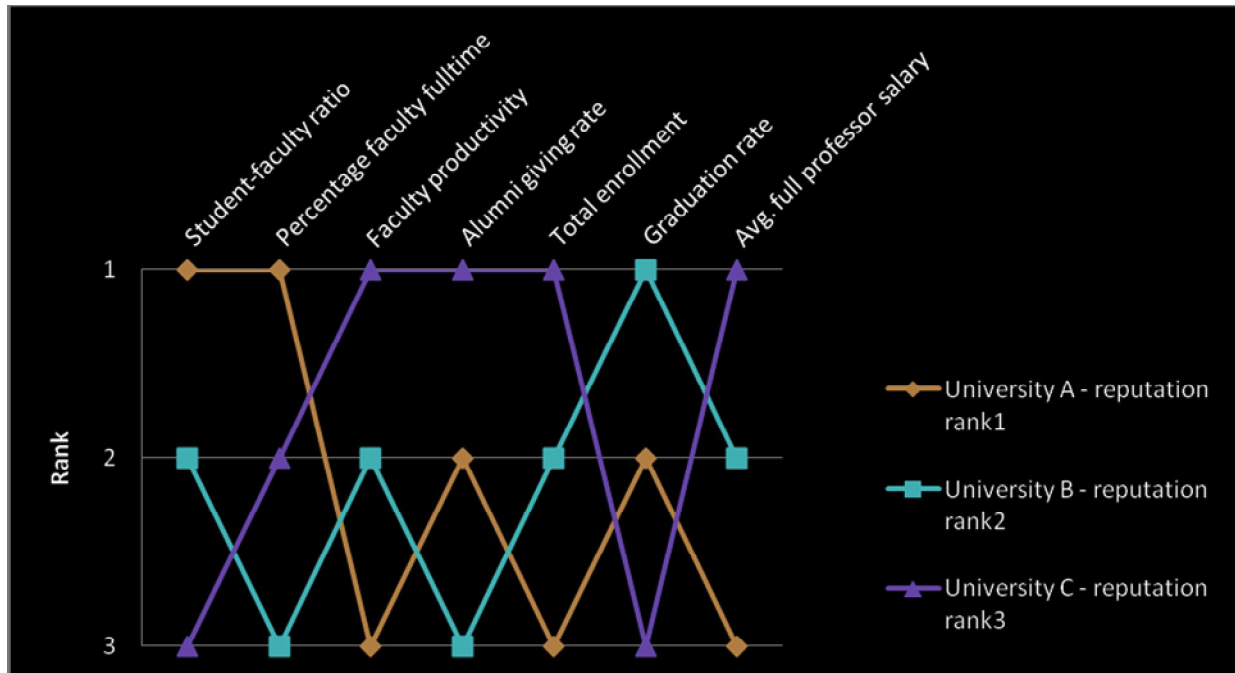 Student-faculty ratio
Percentage faculty fulltime
Faculty productivity
Alumni giving rate
Total enrollment
Graduation rate
Avg. full professor salary
1
2
3
Rank
University A - reputation
rank1
University B - reputation
rank2
University C - reputation
rank3